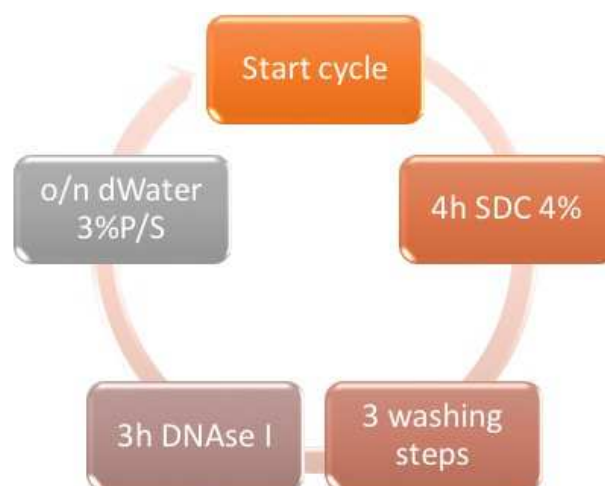 Start cycle
4h SDC 4%
3 washing
steps
3h DNAse I
o/n dWater
3%P/S